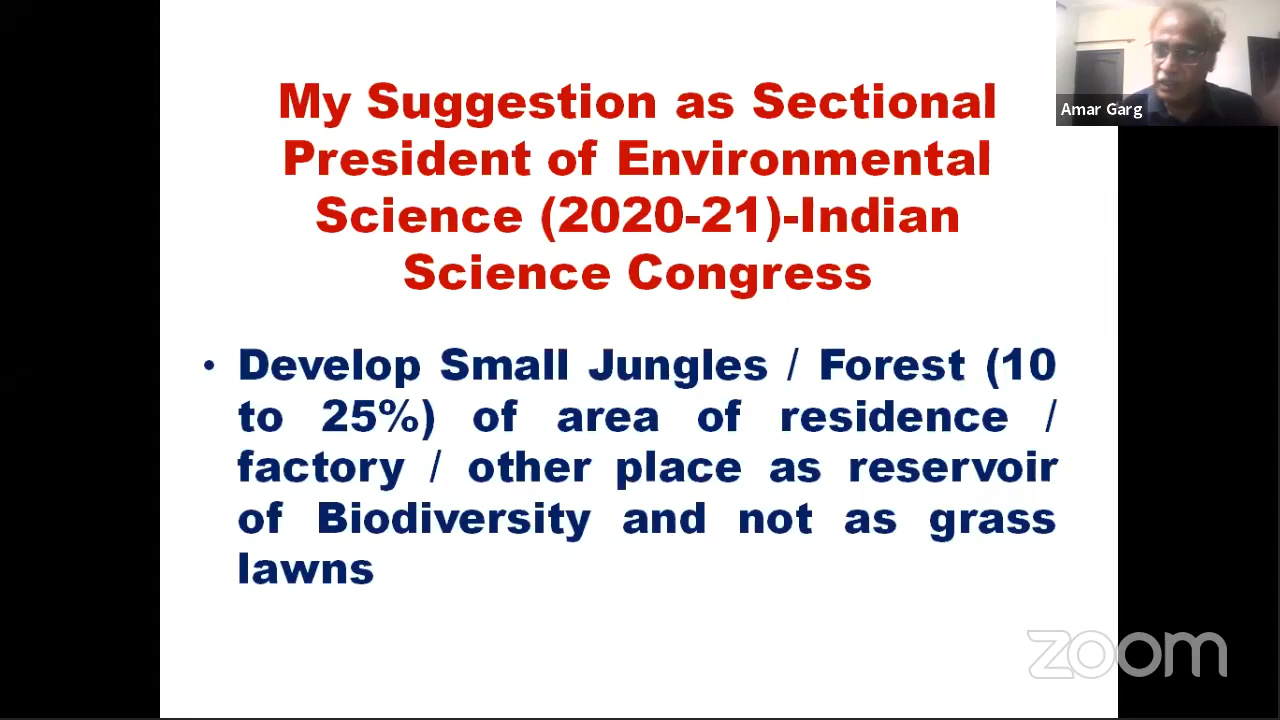 My Suggestion as Sectional
President of Environmental
Science (2020-21)-Indian
Science Congress
• Develop Small Jungles / Forest (10
to 25%) of area of residence /
factory / other place as reservoir
of Biodiversity and not as grass
lawns
Amar Garg
zoom